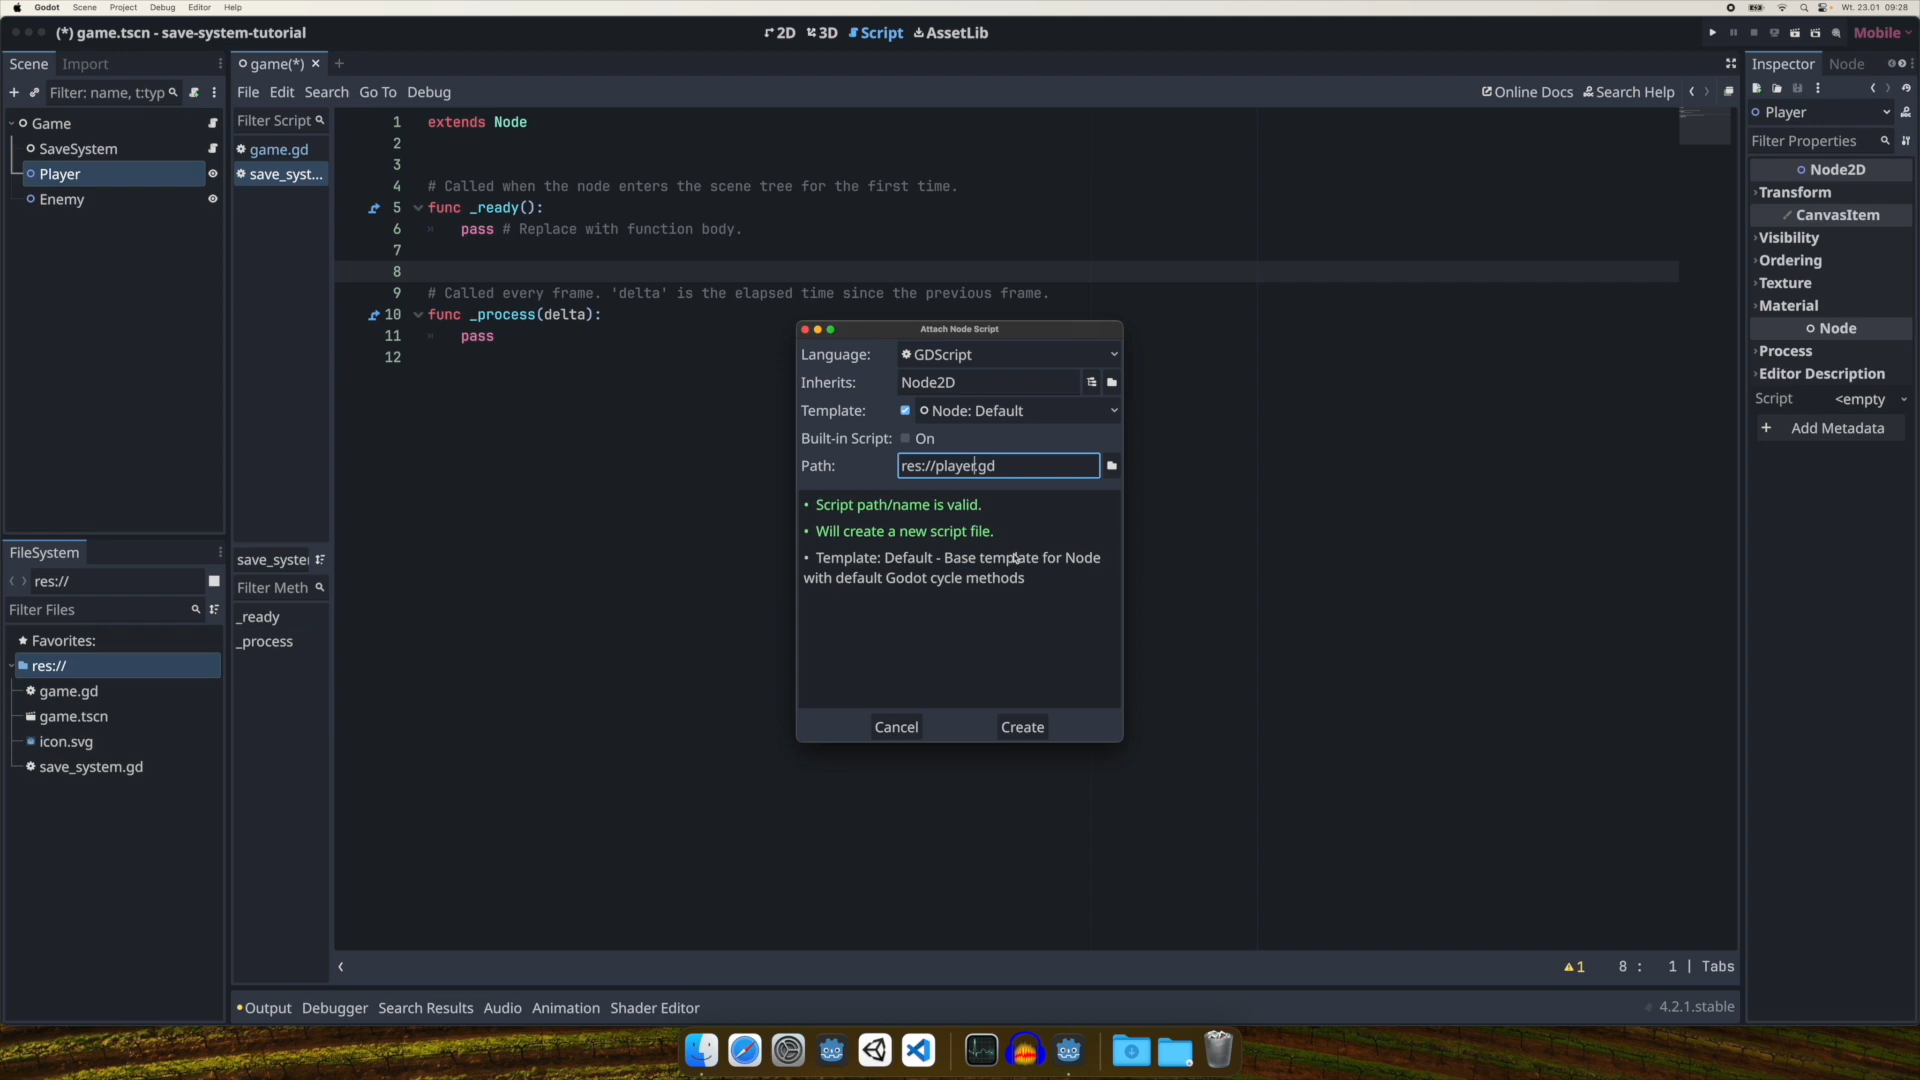 Godot Scene Project Debug Editor Help
Wt. 23.01 09:28
(*) game.tscn - save-system-tutorial
2D 3D Script AssetLib
Mobile
Scene Import
game(*)
Inspector Node
Filter: name, t:typ
File Edit Search Go To Debug
Online Docs Search Help
Game
SaveSystem
Player
Enemy
Filter Script
game.gd
save_syst...
1 extends Node
2
3
4 # Called when the node enters the scene tree for the first time.
5 func _ready():
6 pass # Replace with function body.
7
8
9 # Called every frame. 'delta' is the elapsed time since the previous frame.
10 func _process(delta):
11 pass
12
Attach Node Script
Language: GDScript
Inherits: Node2D
Template: Node: Default
Built-in Script: On
Path: res://player.gd
• Script path/name is valid.
• Will create a new script file.
• Template: Default - Base template for Node
with default Godot cycle methods
Cancel Create
Player
Filter Properties
Node2D
Transform
CanvasItem
Visibility
Ordering
Texture
Material
Node
Process
Editor Description
Script <empty
+ Add Metadata
FileSystem
res://
Filter Files
Favorites:
res://
game.gd
game.tscn
icon.svg
save_system.gd
save_syster
Filter Meth
_ready
_process
1 8 : 1 | Tabs
Output Debugger Search Results Audio Animation Shader Editor
4.2.1.stable